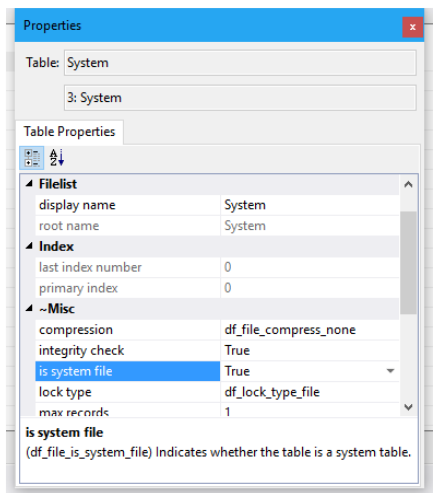 Properties
x
Table: System
3: System
Table Properties
A
Z
Filelist
display name System
root name System
Index
last index number 0
primary index 0
~Misc
compression df_file_compress_none
integrity check True
is system file True
lock type df_lock_type_file
max records 1
is system file
(df_file_is_system_file) Indicates whether the table is a system table.